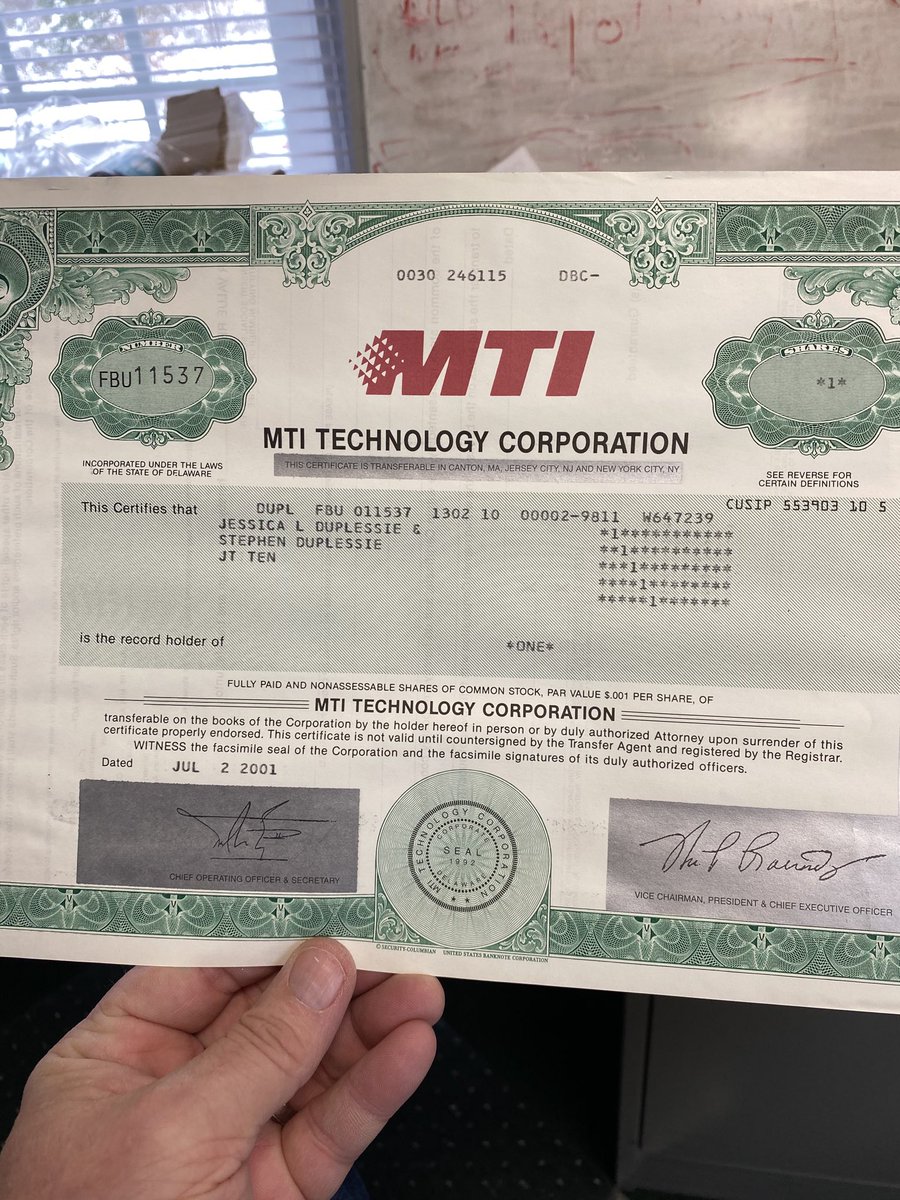 0030 246115 DBC-
NUMBER
FBU11537
SHARES
*1*
MTI
MTI TECHNOLOGY CORPORATION
THIS CERTIFICATE IS TRANSFERABLE IN CANTON, MA, JERSEY CITY, NJ AND NEW YORK CITY, NY
INCORPORATED UNDER THE LAWS
OF THE STATE OF DELAWARE
SEE REVERSE FOR
CERTAIN DEFINITIONS
CUSIP 553903 10 5
This Certifies that DUPL FBU 011537 1302 10 00002-9811 W647239
JESSICA L DUPLESSIE & *1***********
STEPHEN DUPLESSIE **1**********
JT TEN ***1*********
****1********
*****1*******
is the record holder of *ONE*
FULLY PAID AND NONASSESSABLE SHARES OF COMMON STOCK, PAR VALUE $.001 PER SHARE, OF
MTI TECHNOLOGY CORPORATION
transferable on the books of the Corporation by the holder hereof in person or by duly authorized Attorney upon surrender of this
certificate properly endorsed. This certificate is not valid until countersigned by the Transfer Agent and registered by the Registrar.
WITNESS the facsimile seal of the Corporation and the facsimile signatures of its duly authorized officers.
Dated JUL 2 2001
CHIEF OPERATING OFFICER & SECRETARY
MTI TECHNOLOGY CORPORATION
CORPORATE
SEAL
1992
DELAWARE
VICE CHAIRMAN, PRESIDENT & CHIEF EXECUTIVE OFFICER
© SECURITY-COLUMBIAN UNITED STATES BANKNOTE CORPORATION